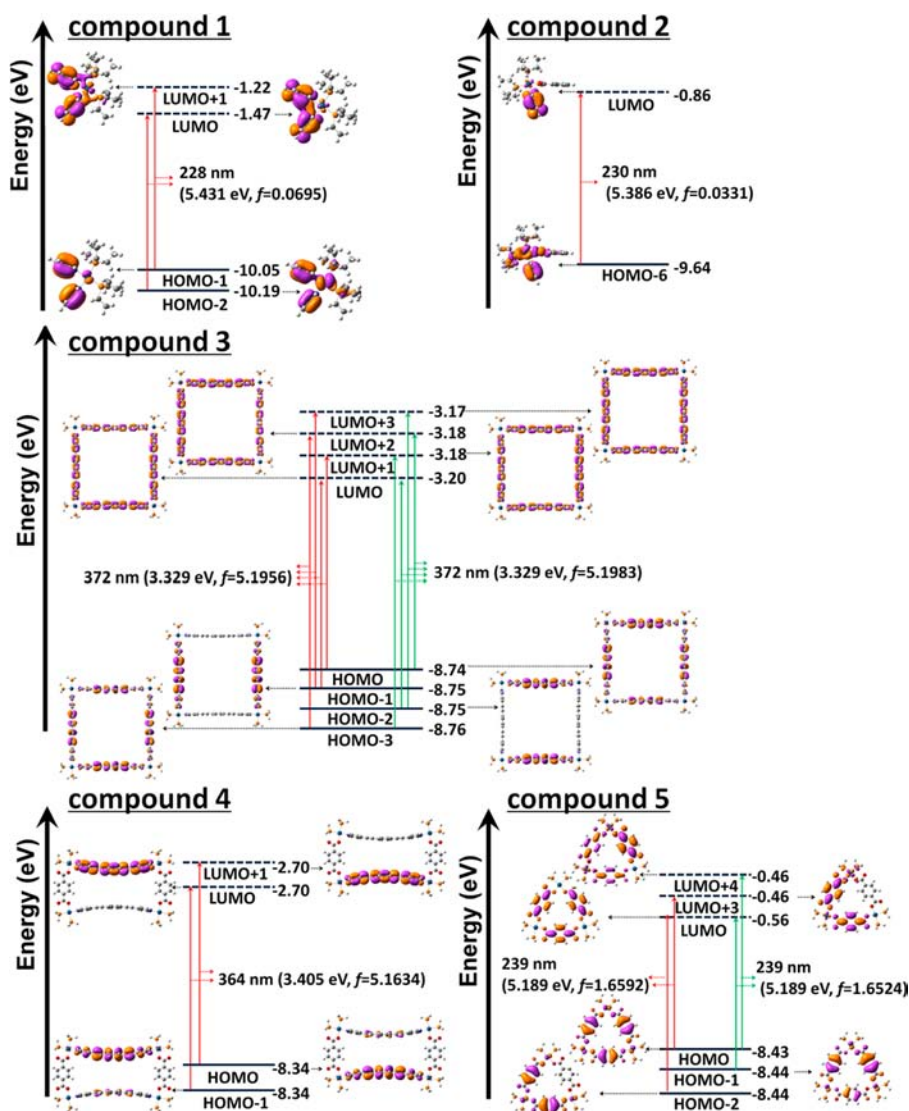 compound 1
Energy (eV)
-1.22
LUMO+1
-1.47
LUMO
228 nm
(5.431 eV, f=0.0695)
-10.05
HOMO-1
-10.19
HOMO-2
compound 2
Energy (eV)
-0.86
LUMO
230 nm
(5.386 eV, f=0.0331)
-9.64
HOMO-6
compound 3
Energy (eV)
-3.17
LUMO+3
-3.18
LUMO+2
-3.18
LUMO+1
-3.20
LUMO
372 nm (3.329 eV, f=5.1956)
372 nm (3.329 eV, f=5.1983)
-8.74
HOMO
-8.75
HOMO-1
-8.75
HOMO-2
-8.76
HOMO-3
compound 4
Energy (eV)
-2.70
LUMO+1
-2.70
LUMO
364 nm (3.405 eV, f=5.1634)
-8.34
HOMO
-8.34
HOMO-1
compound 5
Energy (eV)
-0.46
LUMO+4
-0.46
LUMO+3
-0.56
LUMO
239 nm
(5.189 eV, f=1.6592)
239 nm
(5.189 eV, f=1.6524)
-8.43
HOMO
-8.44
HOMO-1
-8.44
HOMO-2